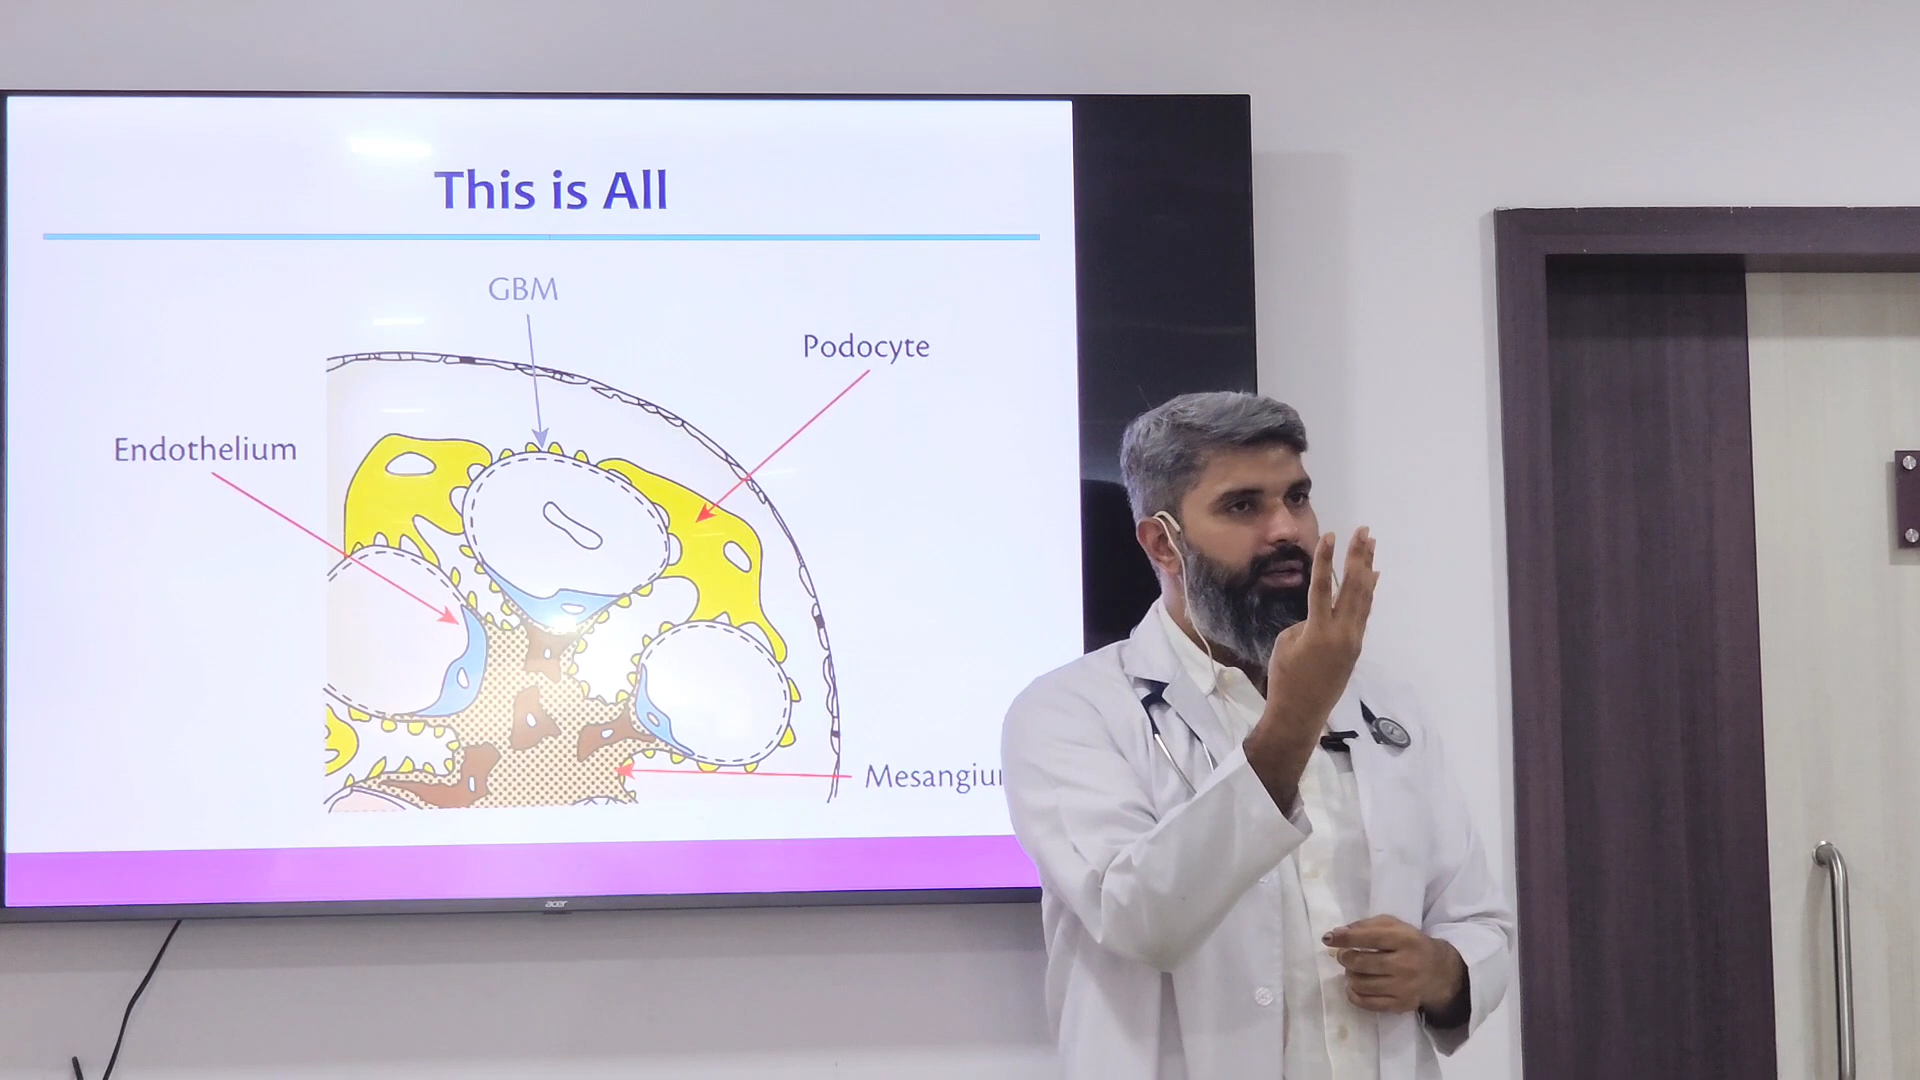 This is All
GBM
Podocyte
Endothelium
Mesangiu
acer